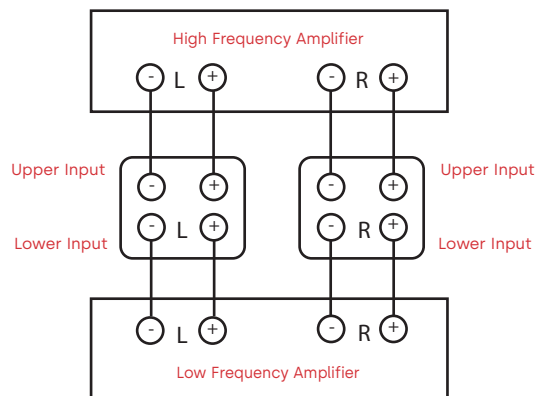 High Frequency Amplifier
- L + - R +
Upper Input - + - + Upper Input
Lower Input - L + - R + Lower Input
- L + - R +
Low Frequency Amplifier